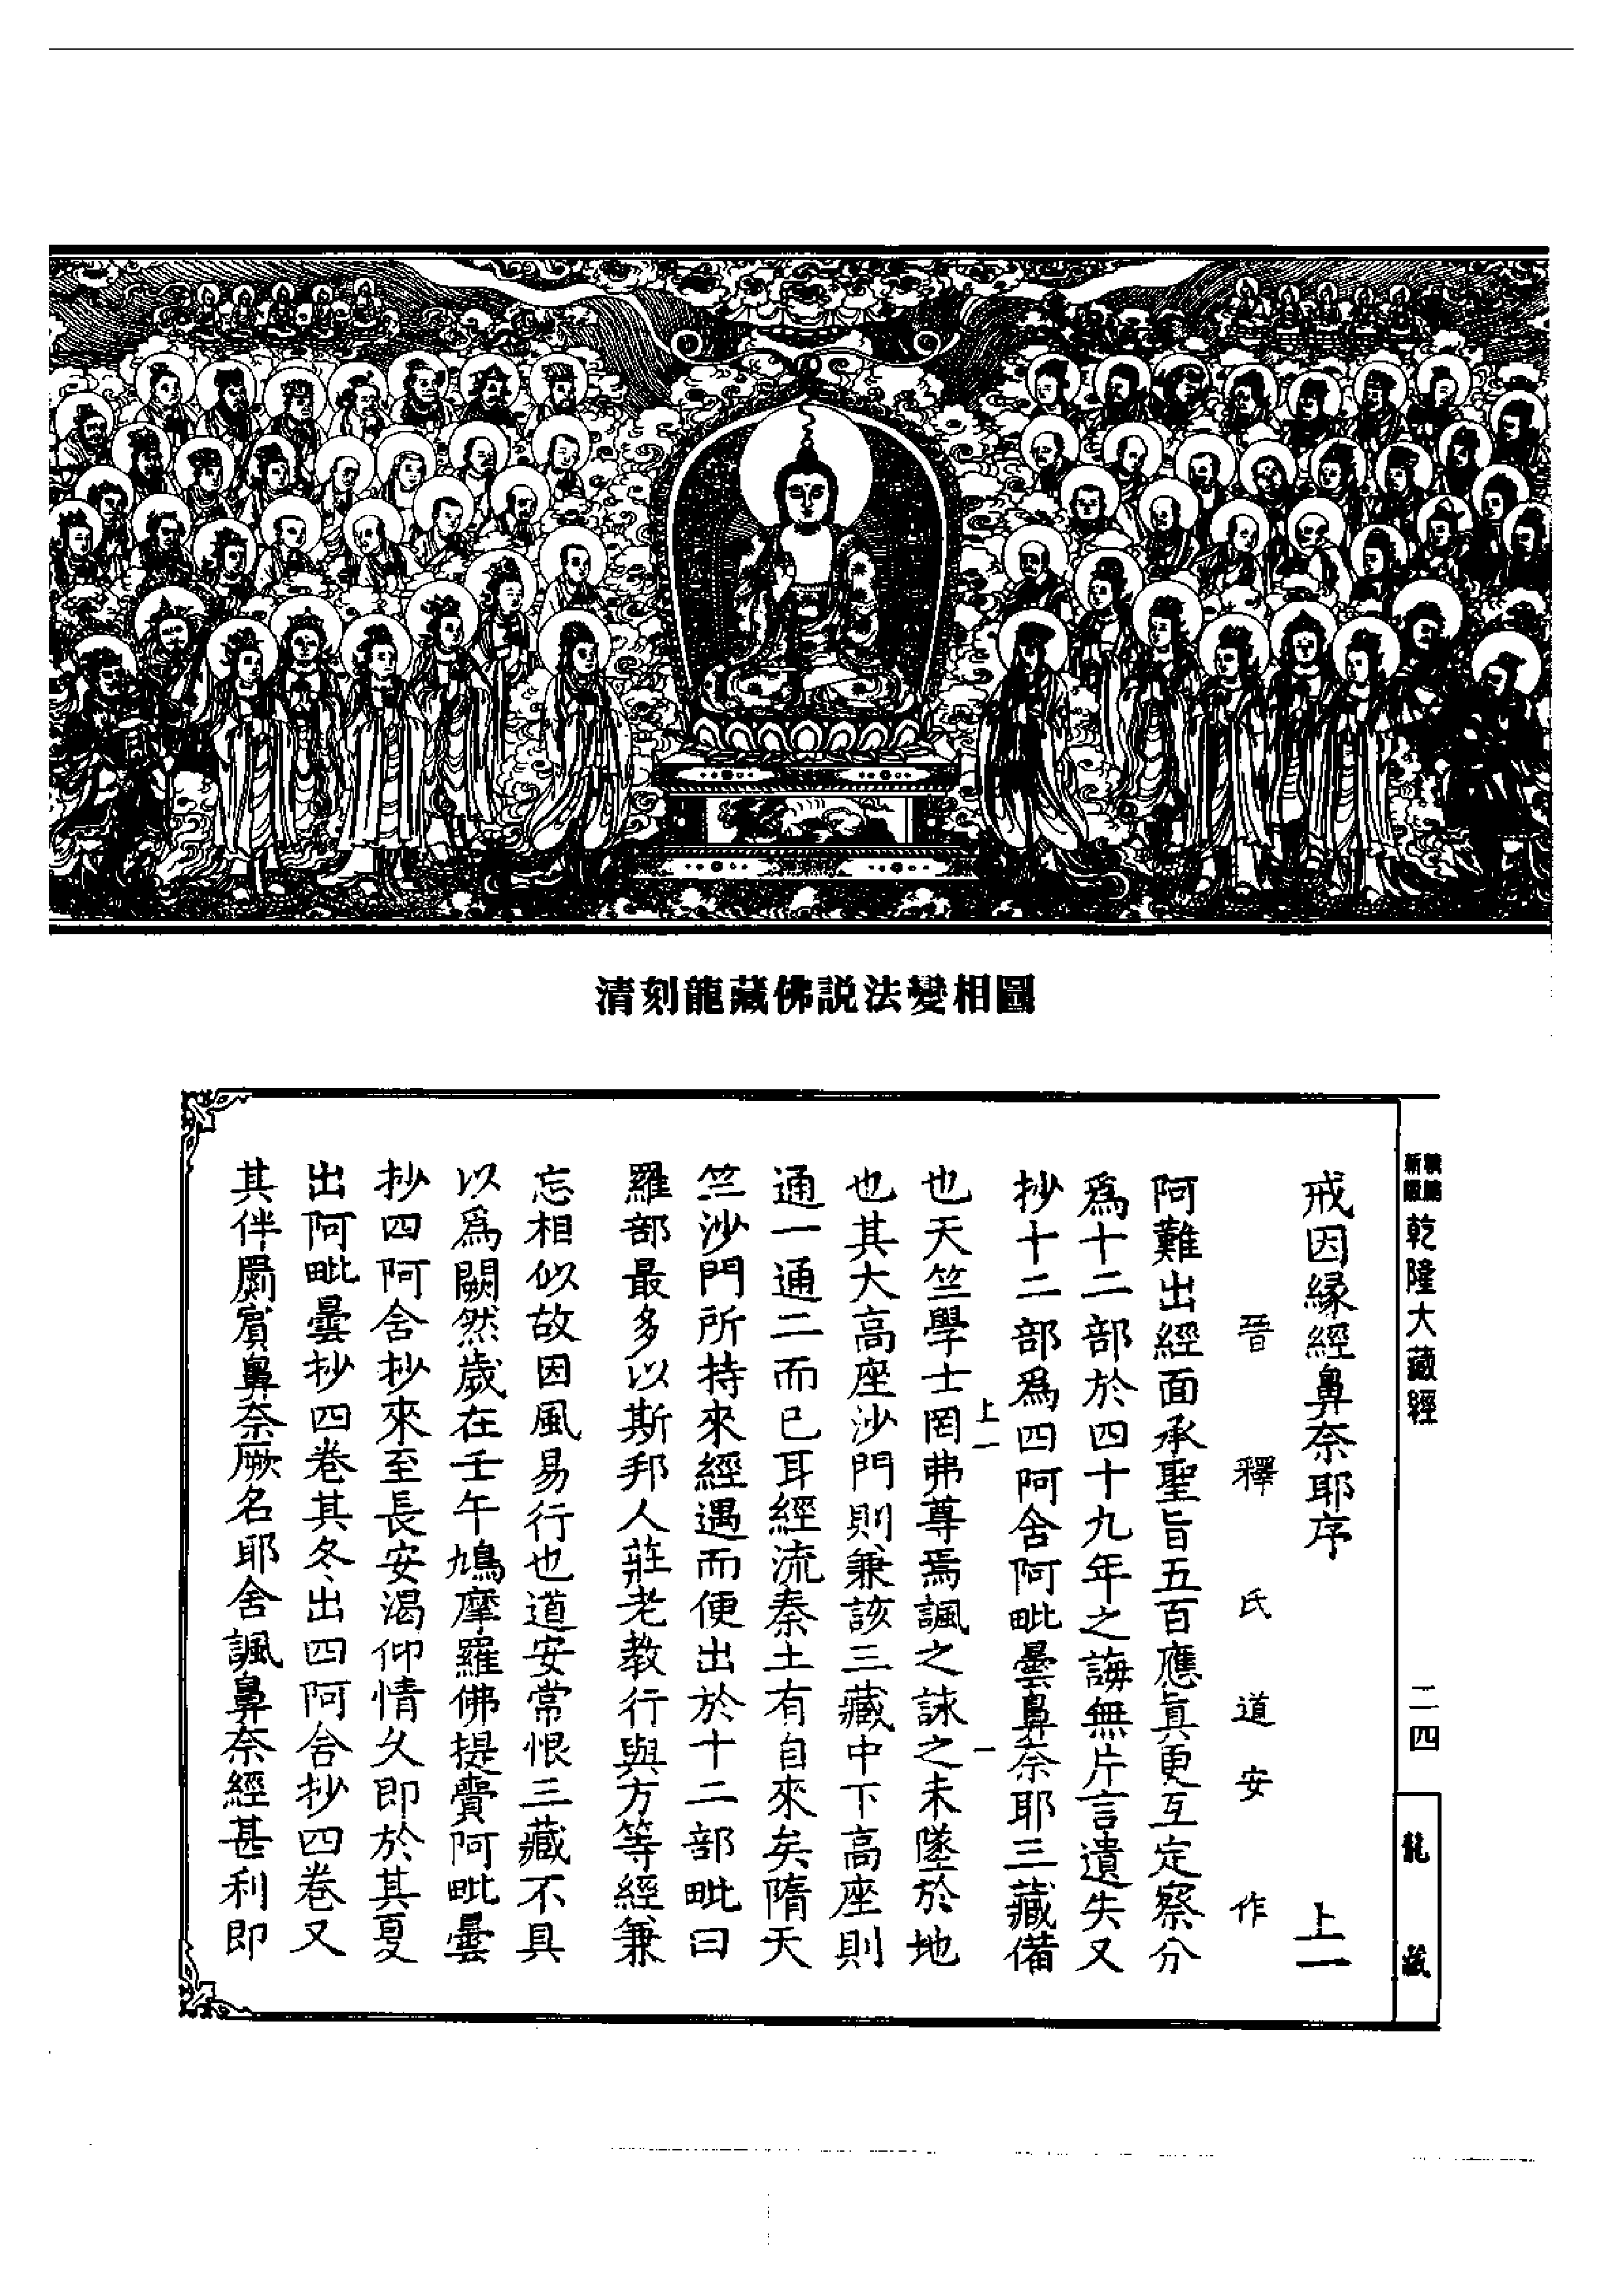 清刻龍藏佛説法變相圖
乾隆大藏經
二四
龍藏
戒因縁經鼻奈耶序 上一
晉釋氏道安作
阿難出經面承聖旨五百應眞更互定察分
爲十二部於四十九年之誨無片言遺失又
抄十二部爲四阿舍阿毗曇鼻奈耶三藏備
上一 一
也天竺學士罔弗尊焉諷之詠之未墜於地
也其大高座沙門則兼該三藏中下高座則
通一通二而已耳經流秦土有自來矣隋天
竺沙門所持來經遇而便出於十二部毗曰
羅部最多以斯邦人莊老教行與方等經兼
忘相似故因風易行也道安常恨三藏不具
以爲闕然歲在壬午鳩摩羅佛提賷阿毗曇
抄四阿舍抄來至長安渴仰情久即於其夏
出阿毗曇抄四卷其冬出四阿舍抄四卷又
其伴罽賓鼻奈厥名耶舍諷鼻奈經甚利即